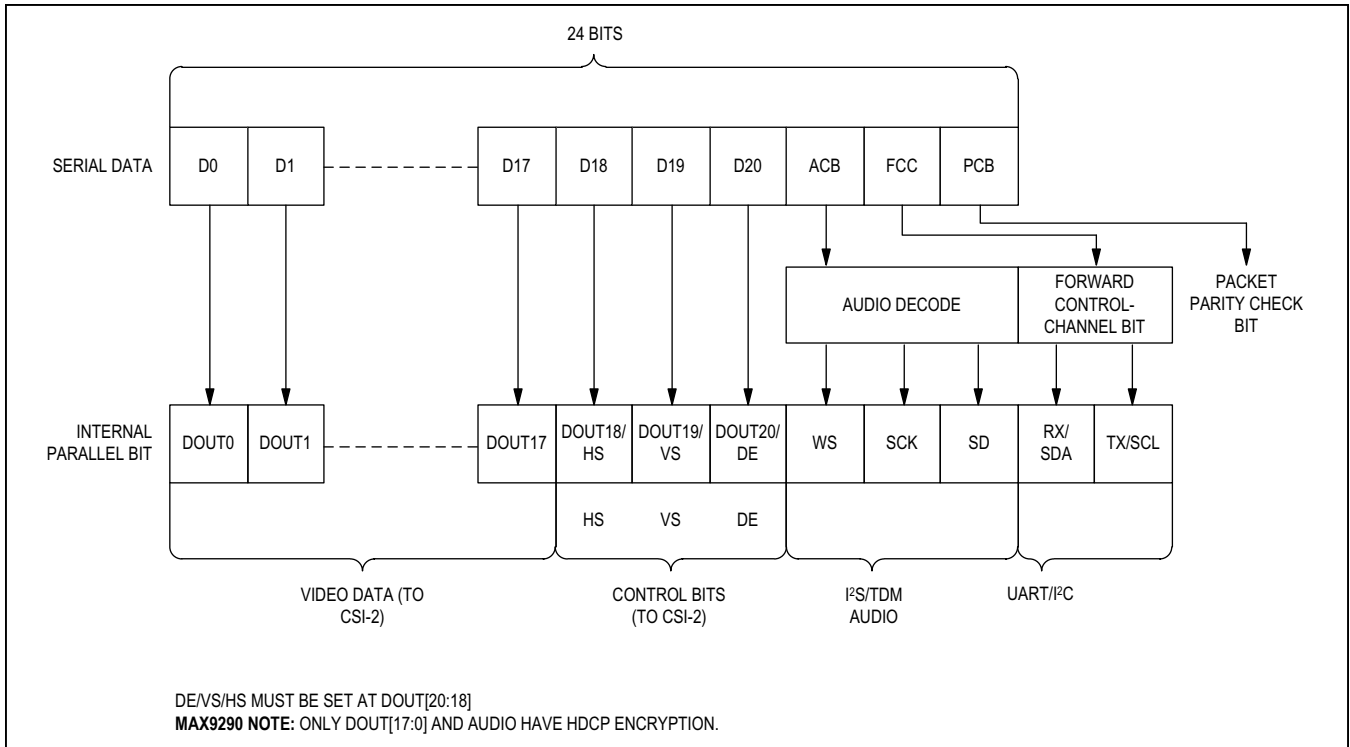 24 BITS
SERIAL DATA
D0
D1
D17
D18
D19
D20
ACB
FCC
PCB
AUDIO DECODE
FORWARD
CONTROL-
CHANNEL BIT
PACKET
PARITY CHECK
BIT
INTERNAL
PARALLEL BIT
DOUT0
DOUT1
DOUT17
DOUT18/
HS
DOUT19/
VS
DOUT20/
DE
WS
SCK
SD
RX/
SDA
TX/SCL
HS
VS
DE
VIDEO DATA (TO
CSI-2)
CONTROL BITS
(TO CSI-2)
I²S/TDM
AUDIO
UART/I²C
DE/VS/HS MUST BE SET AT DOUT[20:18]
MAX9290 NOTE: ONLY DOUT[17:0] AND AUDIO HAVE HDCP ENCRYPTION.